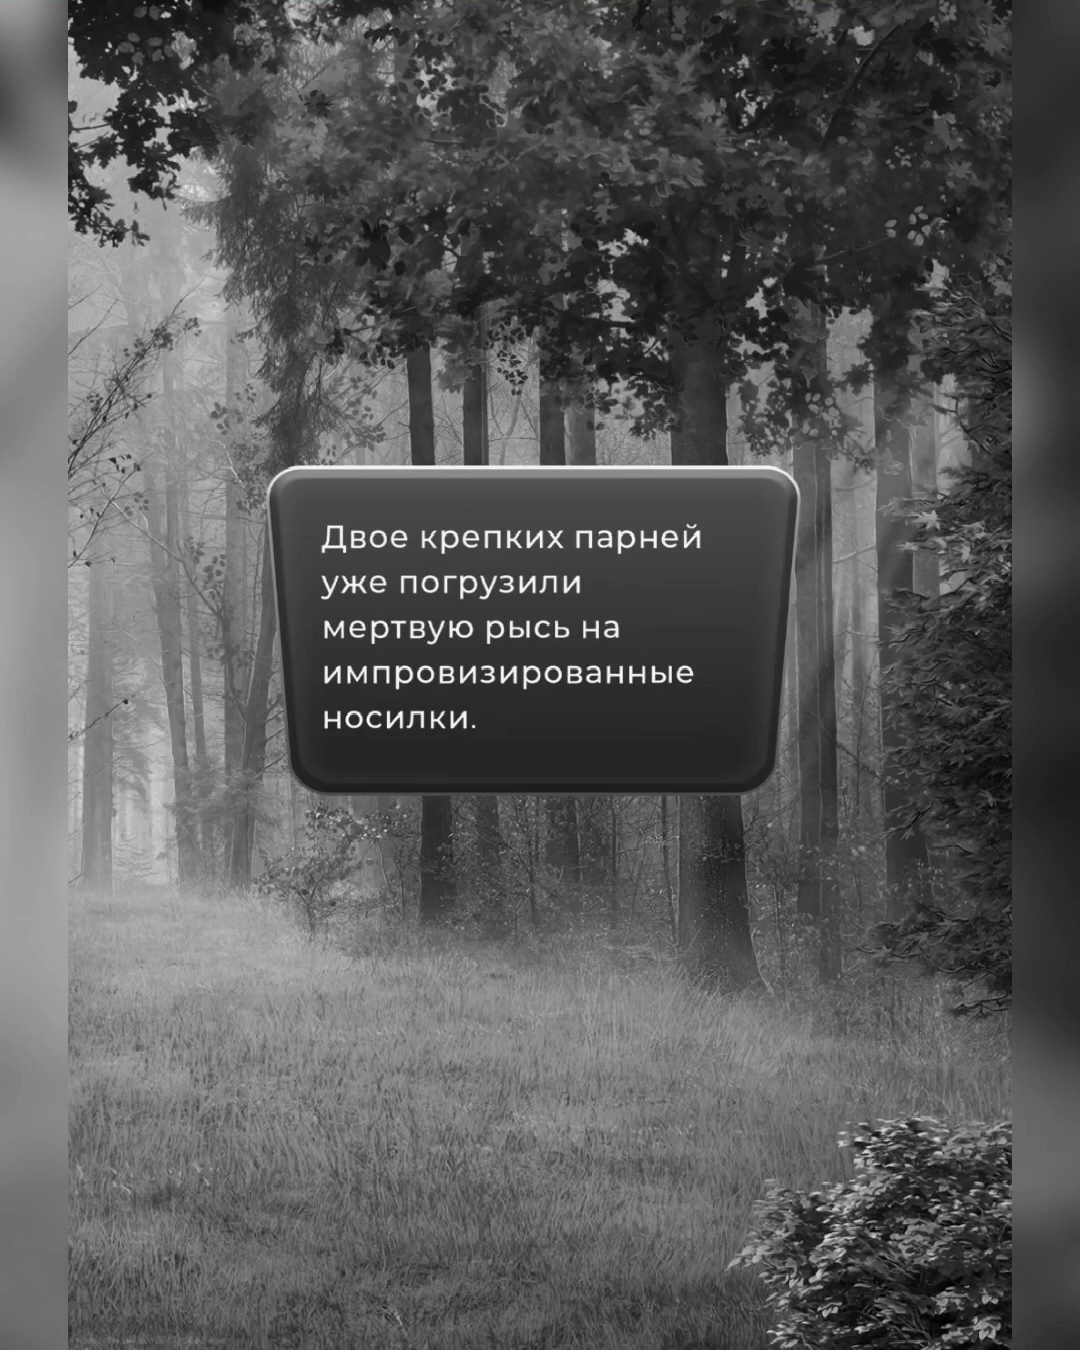 Двое крепких парней
уже погрузили
мертвую рысь на
импровизированные
носилки.